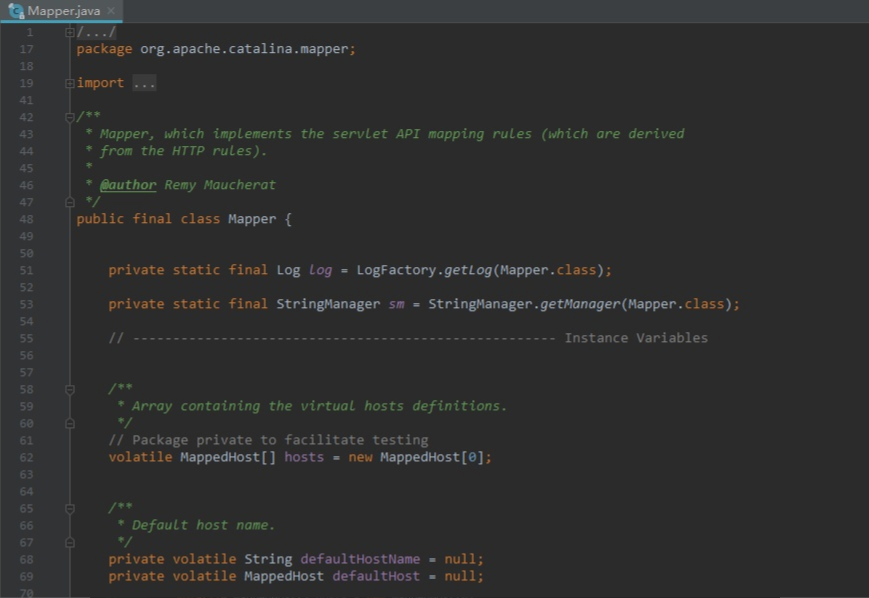 Mapper.java
1 /.../
17 package org.apache.catalina.mapper;
18
19 import ...
41
42 /**
43 * Mapper, which implements the servlet API mapping rules (which are derived
44 * from the HTTP rules).
45 *
46 * @author Remy Maucherat
47 */
48 public final class Mapper {
49
50
51 private static final Log log = LogFactory.getLog(Mapper.class);
52
53 private static final StringManager sm = StringManager.getManager(Mapper.class);
54
55 // ----------------------------------------------------- Instance Variables
56
57
58 /**
59 * Array containing the virtual hosts definitions.
60 */
61 // Package private to facilitate testing
62 volatile MappedHost[] hosts = new MappedHost[0];
63
64
65 /**
66 * Default host name.
67 */
68 private volatile String defaultHostName = null;
69 private volatile MappedHost defaultHost = null;
70